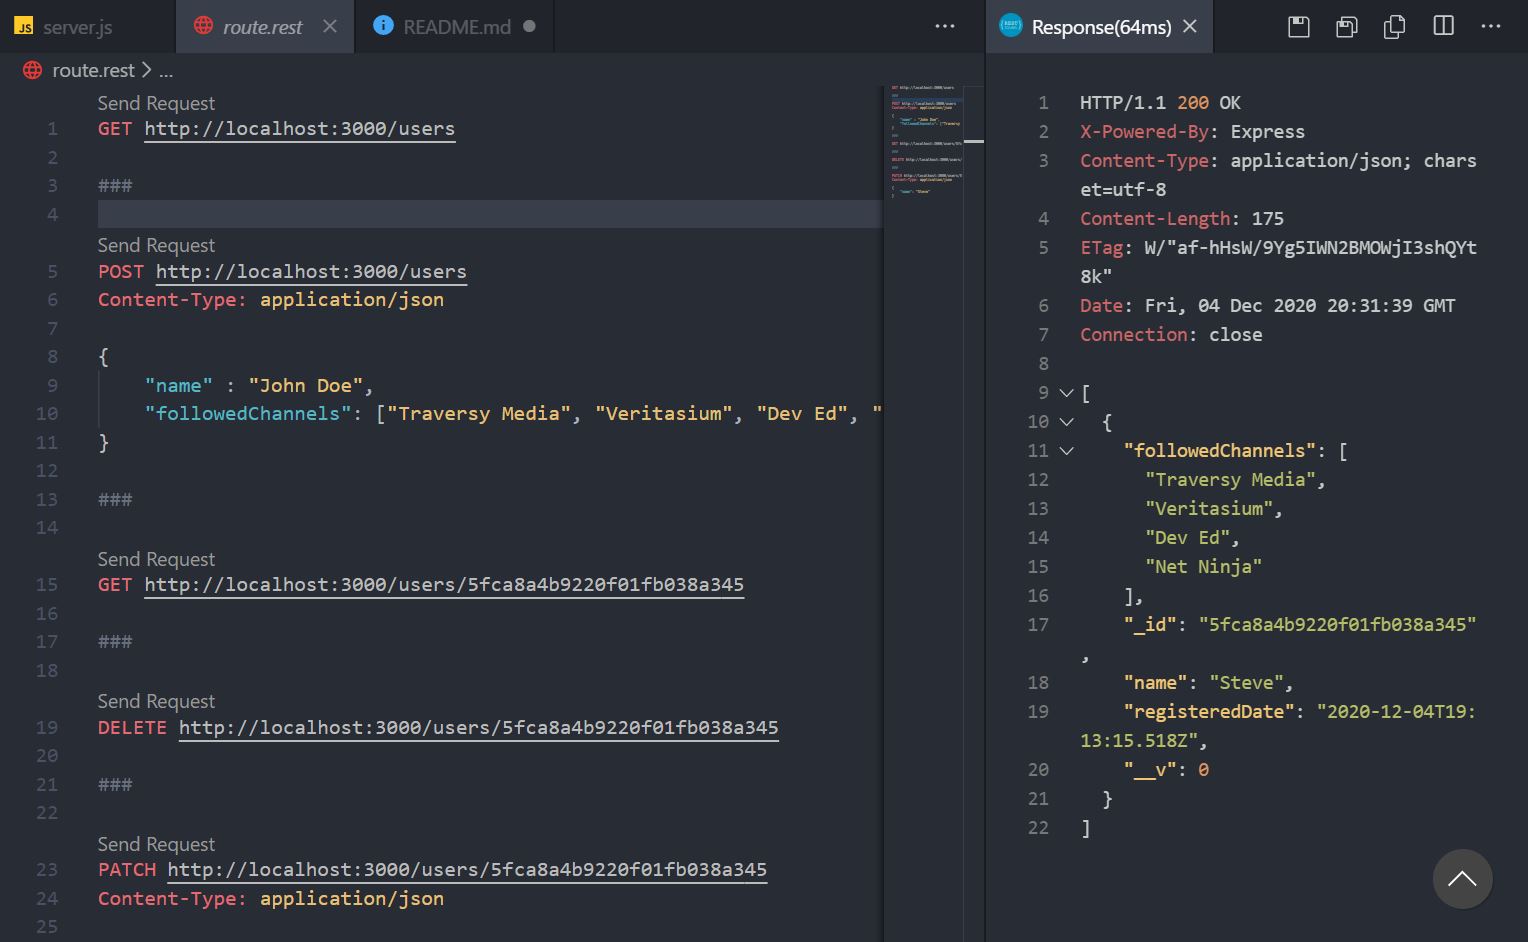 JS server.js
route.rest
README.md
Response(64ms)
route.rest > ...
Send Request
1 GET http://localhost:3000/users
2
3 ###
4
Send Request
5 POST http://localhost:3000/users
6 Content-Type: application/json
7
8 {
9 "name" : "John Doe",
10 "followedChannels": ["Traversy Media", "Veritasium", "Dev Ed", "
11 }
12
13 ###
14
Send Request
15 GET http://localhost:3000/users/5fca8a4b9220f01fb038a345
16
17 ###
18
Send Request
19 DELETE http://localhost:3000/users/5fca8a4b9220f01fb038a345
20
21 ###
22
Send Request
23 PATCH http://localhost:3000/users/5fca8a4b9220f01fb038a345
24 Content-Type: application/json
25
1 HTTP/1.1 200 OK
2 X-Powered-By: Express
3 Content-Type: application/json; chars
et=utf-8
4 Content-Length: 175
5 ETag: W/"af-hHsW/9Yg5IWN2BMOWjI3shQYt
8k"
6 Date: Fri, 04 Dec 2020 20:31:39 GMT
7 Connection: close
8
9 [
10 {
11 "followedChannels": [
12 "Traversy Media",
13 "Veritasium",
14 "Dev Ed",
15 "Net Ninja"
16 ],
17 "_id": "5fca8a4b9220f01fb038a345"
,
18 "name": "Steve",
19 "registeredDate": "2020-12-04T19:
13:15.518Z",
20 "__v": 0
21 }
22 ]